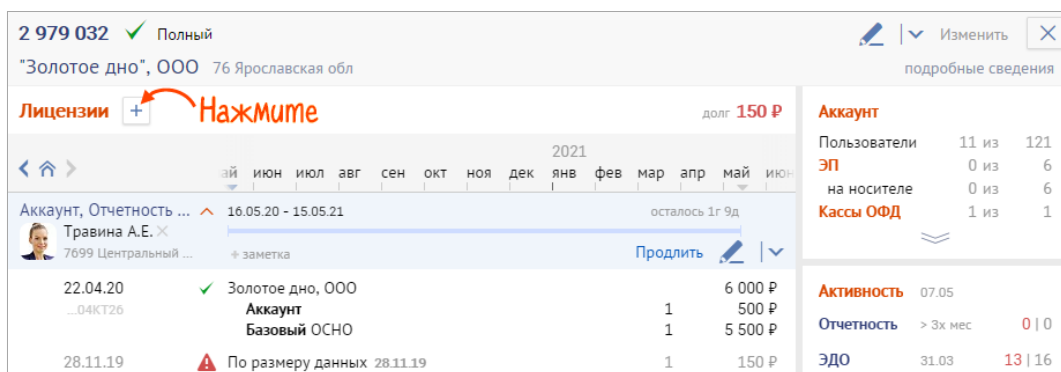 2 979 032 Полный Изменить
"Золотое дно", ООО 76 Ярославская обл подробные сведения
Лицензии + Нажмите долг 150 ₽
2021
ай июн июл авг сен окт ноя дек янв фев мар апр май июн
Аккаунт, Отчетность ... 16.05.20 - 15.05.21 осталось 1г 9д
Травина А.Е.
7699 Центральный ... + заметка Продлить
22.04.20 Золотое дно, ООО 6 000 ₽
...04КТ26 Аккаунт 1 500 ₽
Базовый ОСНО 1 5 500 ₽
28.11.19 По размеру данных 28.11.19 1 150 ₽
Аккаунт
Пользователи 11 из 121
ЭП 0 из 6
на носителе 0 из 6
Кассы ОФД 1 из 1
Активность 07.05
Отчетность > 3х мес 0 | 0
ЭДО 31.03 13 | 16